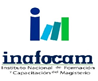 inafocam
Instituto Nacional de Formación
y Capacitación del Magisterio